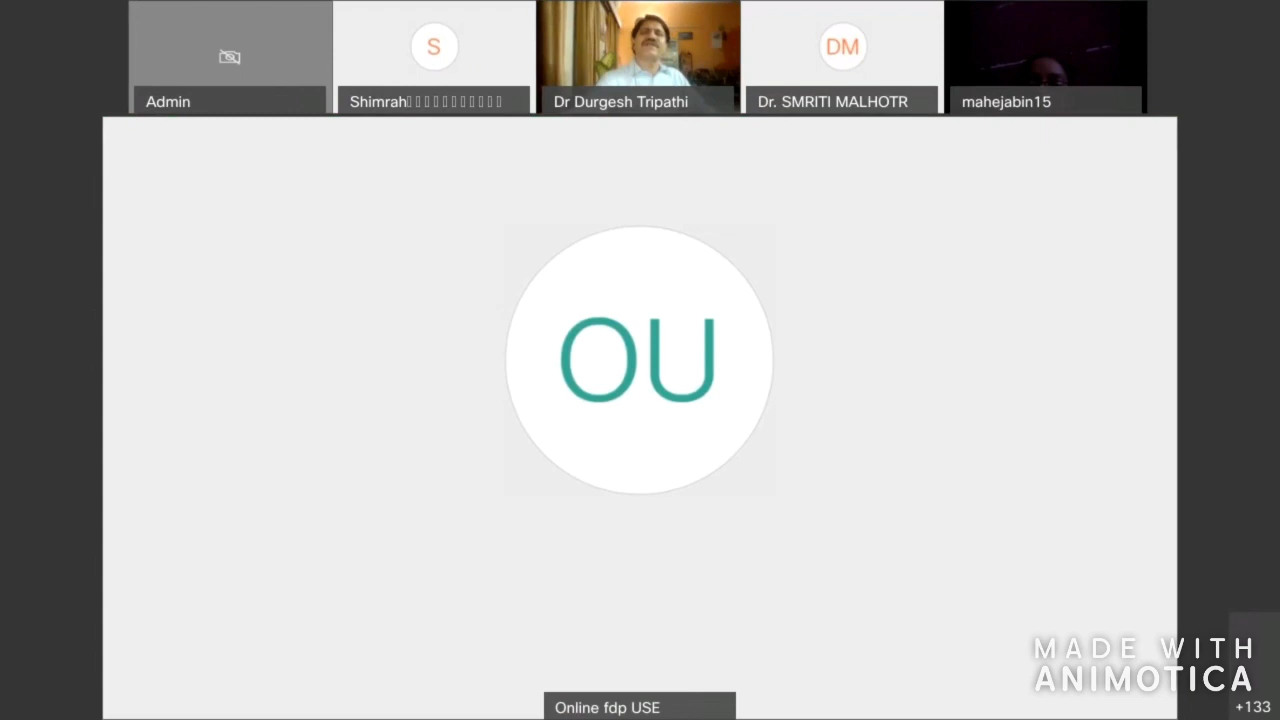 S
DM
Admin
Shimrah
Dr Durgesh Tripathi
Dr. SMRITI MALHOTR
mahejabin15
OU
MADE WITH
ANIMOTICA
Online fdp USE
+133